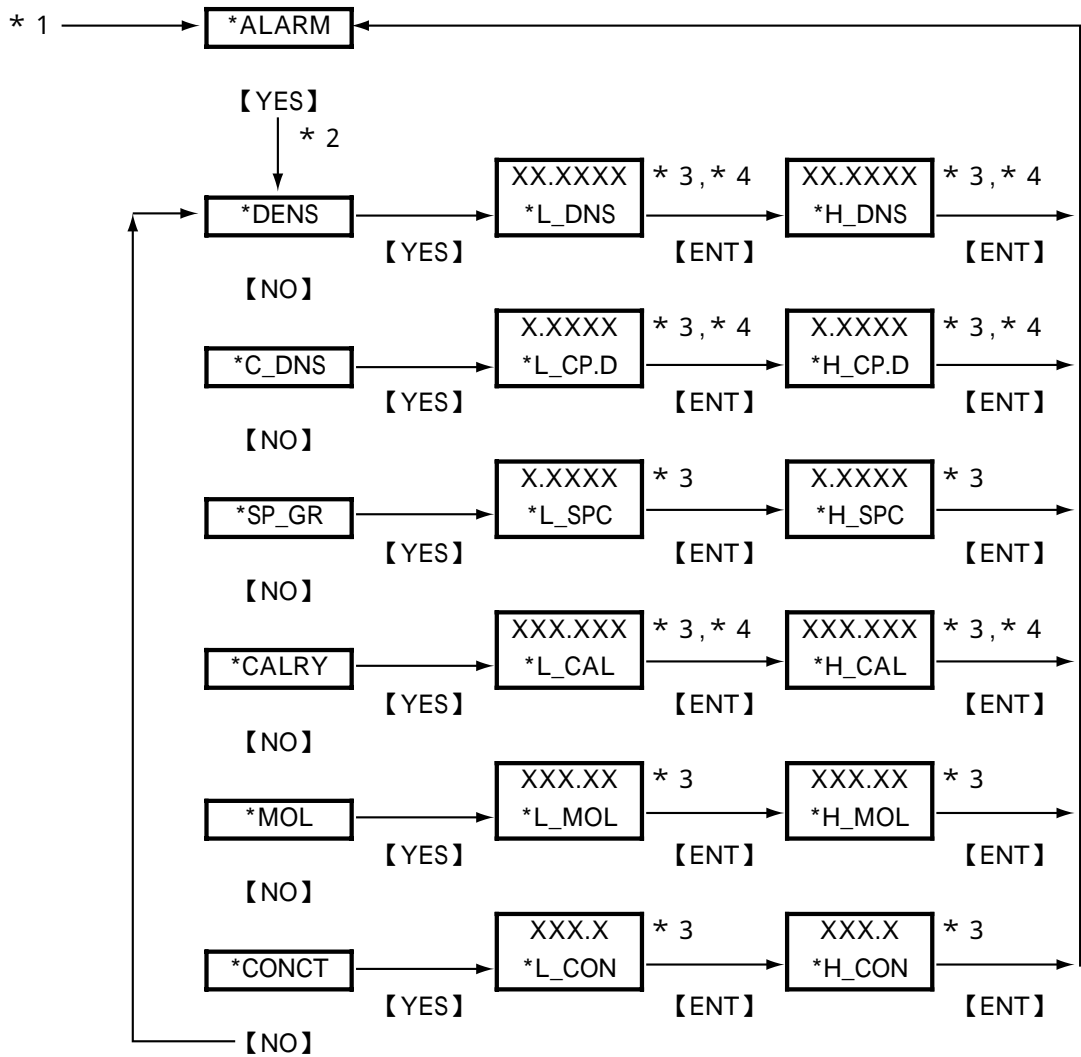 * 1 *ALARM
【YES】
* 2
XX.XXXX * 3,* 4 XX.XXXX * 3,* 4
*DENS *L_DNS *H_DNS
【YES】 【ENT】 【ENT】
【NO】
X.XXXX * 3,* 4 X.XXXX * 3,* 4
*C_DNS *L_CP.D *H_CP.D
【YES】 【ENT】 【ENT】
【NO】
X.XXXX * 3 X.XXXX * 3
*SP_GR *L_SPC *H_SPC
【YES】 【ENT】 【ENT】
【NO】
XXX.XXX * 3,* 4 XXX.XXX * 3,* 4
*CALRY *L_CAL *H_CAL
【YES】 【ENT】 【ENT】
【NO】
XXX.XX * 3 XXX.XX * 3
*MOL *L_MOL *H_MOL
【YES】 【ENT】 【ENT】
【NO】
XXX.X * 3 XXX.X * 3
*CONCT *L_CON *H_CON
【YES】 【ENT】 【ENT】
【NO】